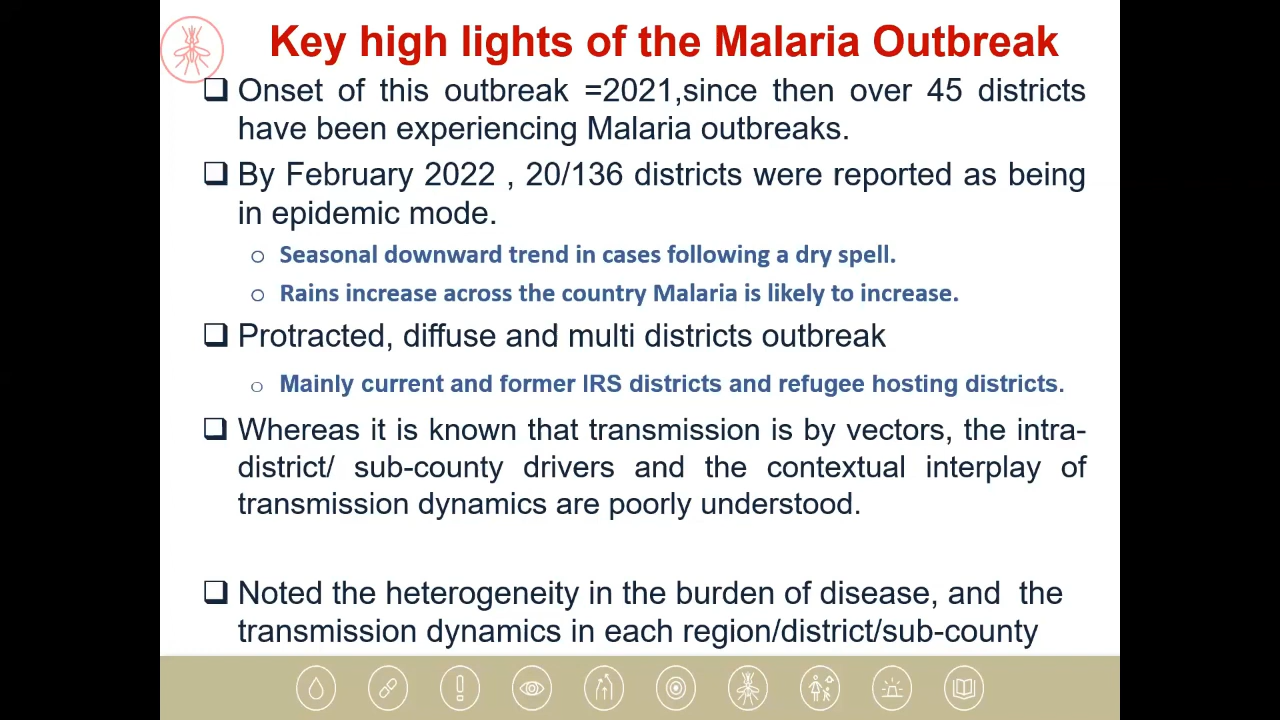 Key high lights of the Malaria Outbreak
❑ Onset of this outbreak =2021,since then over 45 districts
have been experiencing Malaria outbreaks.
❑ By February 2022 , 20/136 districts were reported as being
in epidemic mode.
o Seasonal downward trend in cases following a dry spell.
o Rains increase across the country Malaria is likely to increase.
❑ Protracted, diffuse and multi districts outbreak
o Mainly current and former IRS districts and refugee hosting districts.
❑ Whereas it is known that transmission is by vectors, the intra-
district/ sub-county drivers and the contextual interplay of
transmission dynamics are poorly understood.
❑ Noted the heterogeneity in the burden of disease, and the
transmission dynamics in each region/district/sub-county